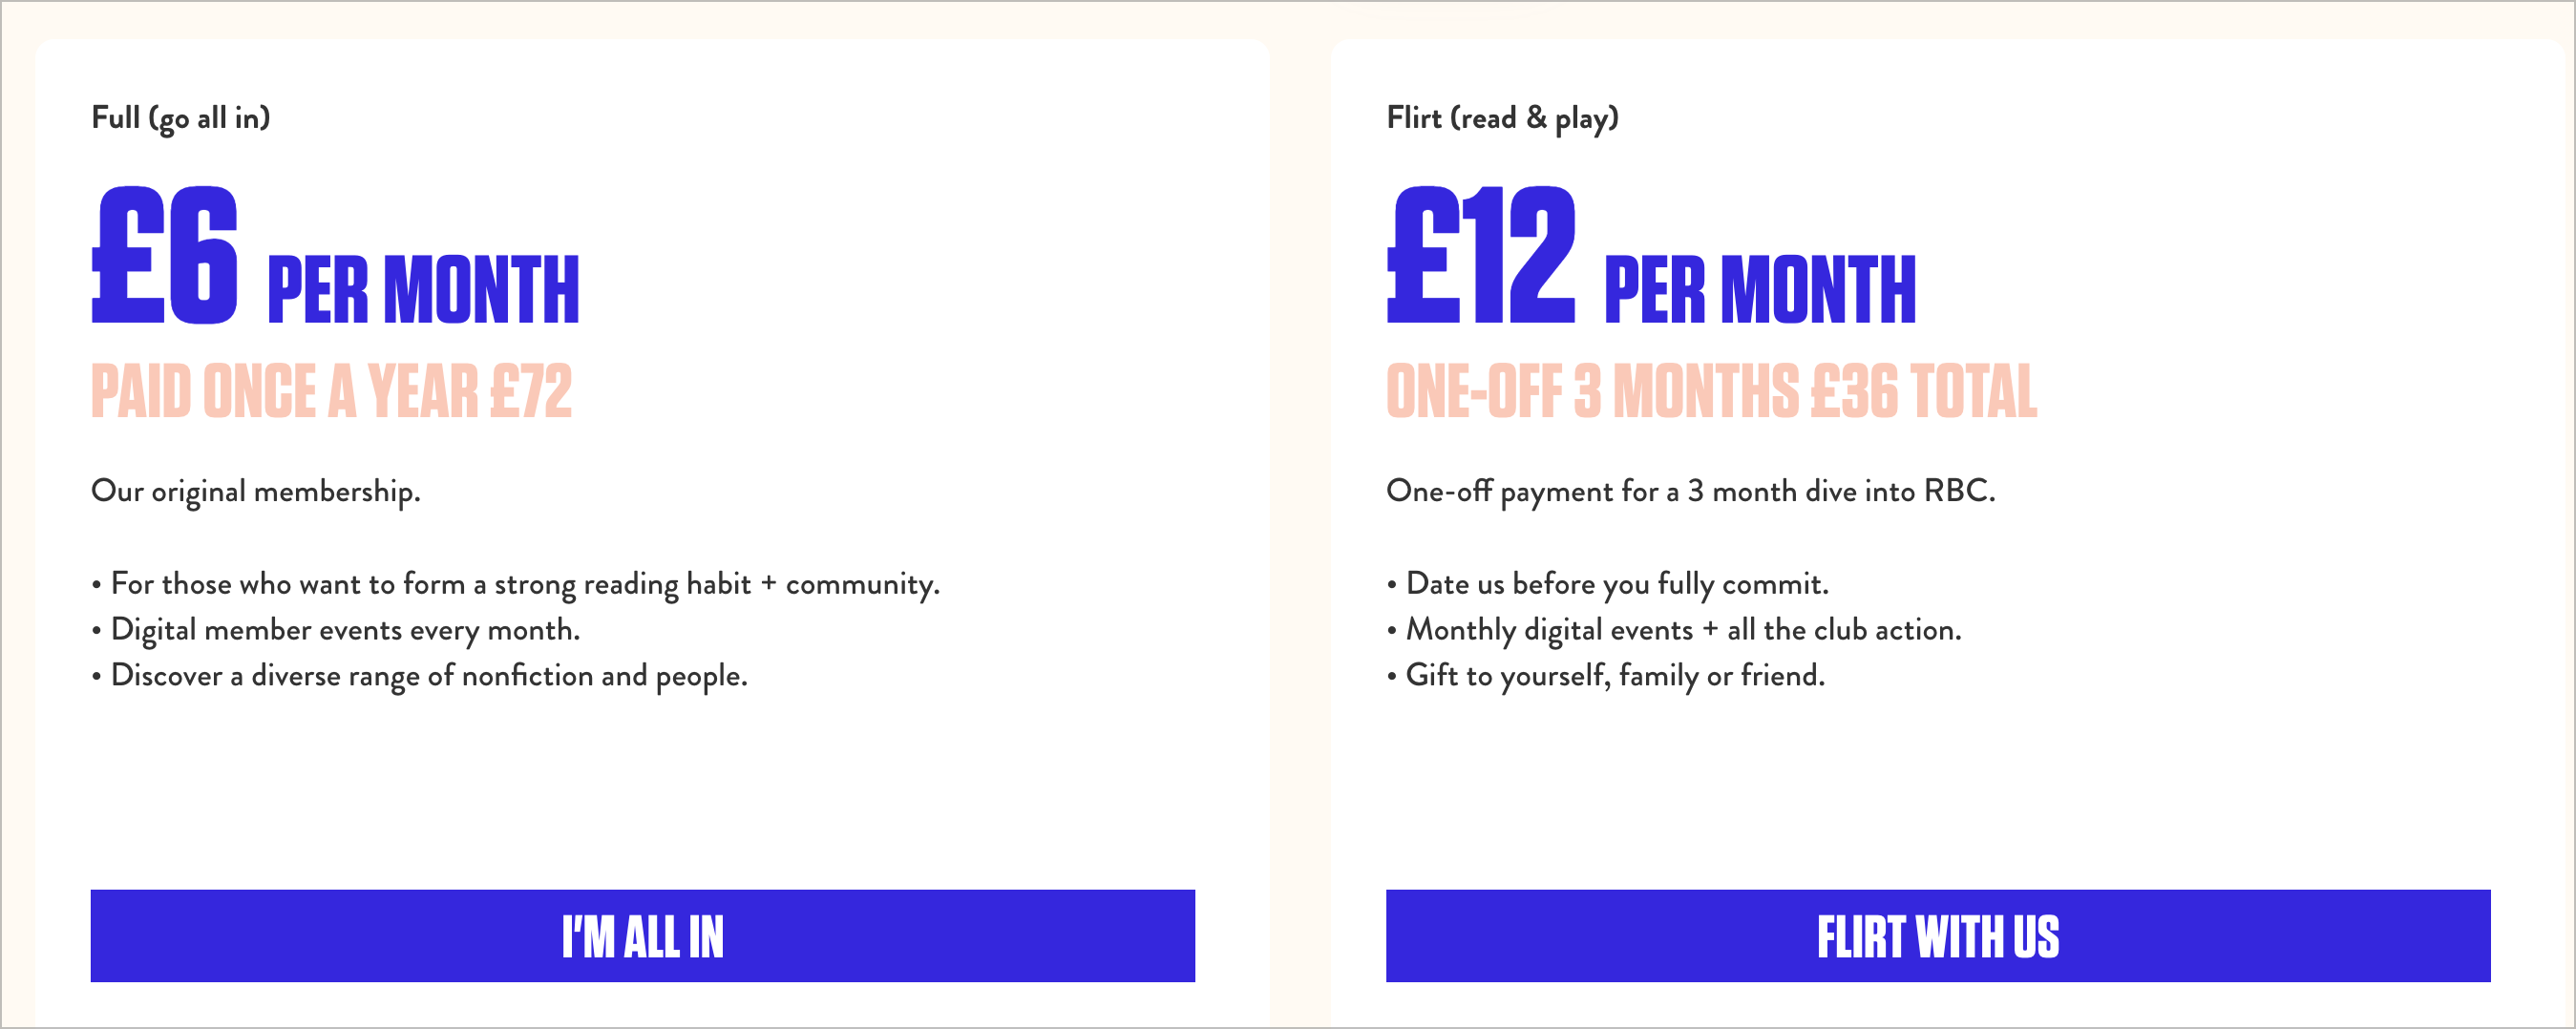 Full (go all in)
£6 PER MONTH
PAID ONCE A YEAR £72
Our original membership.
• For those who want to form a strong reading habit + community.
• Digital member events every month.
• Discover a diverse range of nonfiction and people.
I'M ALL IN
Flirt (read & play)
£12 PER MONTH
ONE-OFF 3 MONTHS £36 TOTAL
One-off payment for a 3 month dive into RBC.
• Date us before you fully commit.
• Monthly digital events + all the club action.
• Gift to yourself, family or friend.
FLIRT WITH US